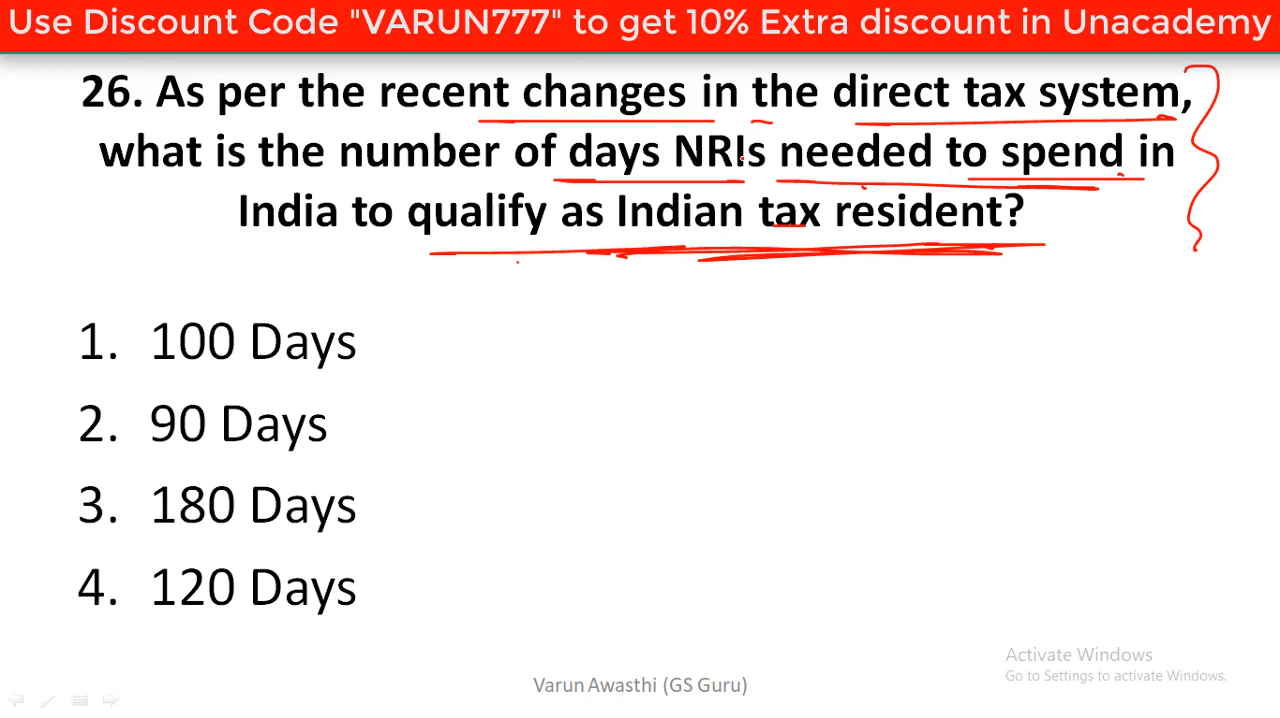 Use Discount Code "VARUN777" to get 10% Extra discount in Unacademy
26. As per the recent changes in the direct tax system,
what is the number of days NRIs needed to spend in
India to qualify as Indian tax resident?
1. 100 Days
2. 90 Days
3. 180 Days
4. 120 Days
Activate Windows
Go to Settings to activate Windows.
Varun Awasthi (GS Guru)